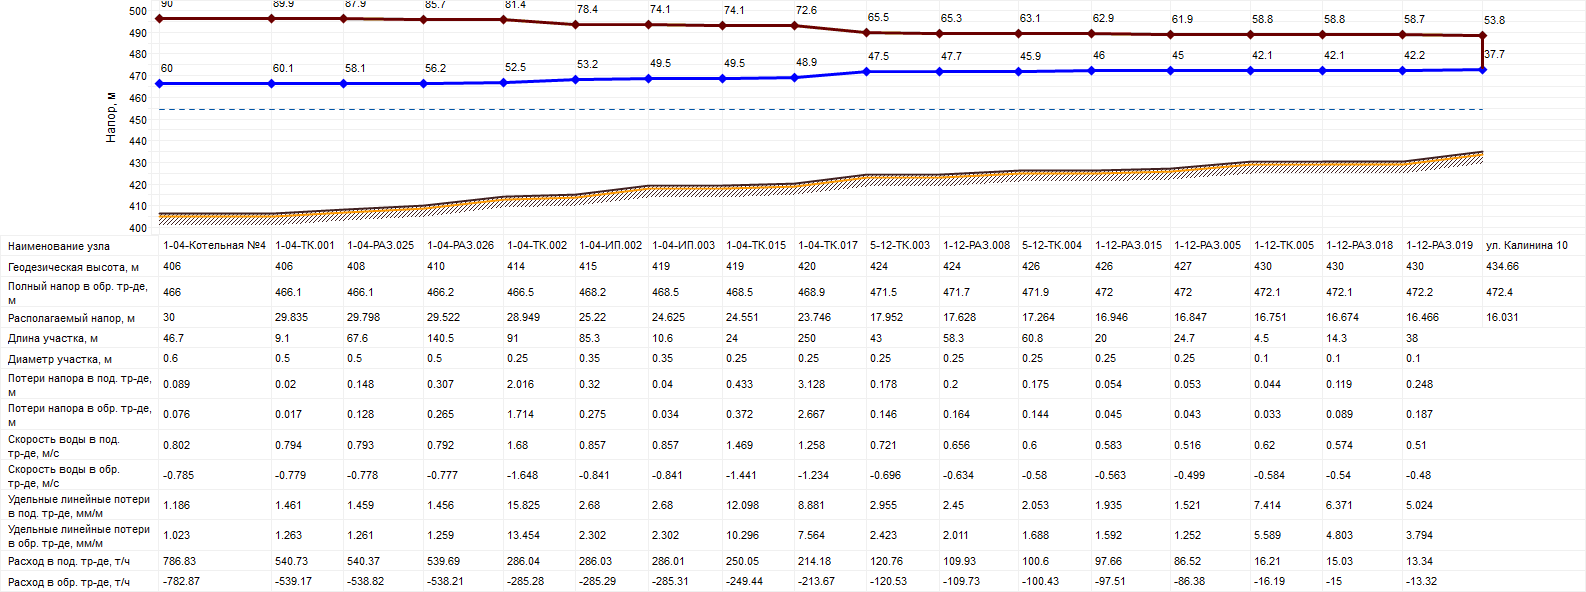 90 89.9 87.9 85.7 81.4 78.4 74.1 74.1 72.6 65.5 65.3 63.1 62.9 61.9 58.8 58.8 58.7 53.8
60 60.1 58.1 56.2 52.5 53.2 49.5 49.5 48.9 47.5 47.7 45.9 46 45 42.1 42.1 42.2 37.7
Напор, м
500
490
480
470
460
450
440
430
420
410
400
Наименование узла 1-04-Котельная №4 1-04-ТК.001 1-04-РАЗ.025 1-04-РАЗ.026 1-04-ТК.002 1-04-ИП.002 1-04-ИП.003 1-04-ТК.015 1-04-ТК.017 5-12-ТК.003 1-12-РАЗ.008 5-12-ТК.004 1-12-РАЗ.015 1-12-РАЗ.005 1-12-ТК.005 1-12-РАЗ.018 1-12-РАЗ.019 ул. Калинина 10
Геодезическая высота, м 406 406 408 410 414 415 419 419 420 424 424 426 426 427 430 430 430 434.66
Полный напор в обр. тр-де,
м 466 466.1 466.1 466.2 466.5 468.2 468.5 468.5 468.9 471.5 471.7 471.9 472 472 472.1 472.1 472.2 472.4
Располагаемый напор, м 30 29.835 29.798 29.522 28.949 25.22 24.625 24.551 23.746 17.952 17.628 17.264 16.946 16.847 16.751 16.674 16.466 16.031
Длина участка, м 46.7 9.1 67.6 140.5 91 85.3 10.6 24 250 43 58.3 60.8 20 24.7 4.5 14.3 38
Диаметр участка, м 0.6 0.5 0.5 0.5 0.25 0.35 0.35 0.25 0.25 0.25 0.25 0.25 0.25 0.25 0.1 0.1 0.1
Потери напора в под. тр-де,
м 0.089 0.02 0.148 0.307 2.016 0.32 0.04 0.433 3.128 0.178 0.2 0.175 0.054 0.053 0.044 0.119 0.248
Потери напора в обр. тр-де,
м 0.076 0.017 0.128 0.265 1.714 0.275 0.034 0.372 2.667 0.146 0.164 0.144 0.045 0.043 0.033 0.089 0.187
Скорость воды в под.
тр-де, м/с 0.802 0.794 0.793 0.792 1.68 0.857 0.857 1.469 1.258 0.721 0.656 0.6 0.583 0.516 0.62 0.574 0.51
Скорость воды в обр.
тр-де, м/с -0.785 -0.779 -0.778 -0.777 -1.648 -0.841 -0.841 -1.441 -1.234 -0.696 -0.634 -0.58 -0.563 -0.499 -0.584 -0.54 -0.48
Удельные линейные потери
в под. тр-де, мм/м 1.186 1.461 1.459 1.456 15.825 2.68 2.68 12.098 8.881 2.955 2.45 2.053 1.935 1.521 7.414 6.371 5.024
Удельные линейные потери
в обр. тр-де, мм/м 1.023 1.263 1.261 1.259 13.454 2.302 2.302 10.296 7.564 2.423 2.011 1.688 1.592 1.252 5.589 4.803 3.794
Расход в под. тр-де, т/ч 786.83 540.73 540.37 539.69 286.04 286.03 286.01 250.05 214.18 120.76 109.93 100.6 97.66 86.52 16.21 15.03 13.34
Расход в обр. тр-де, т/ч -782.87 -539.17 -538.82 -538.21 -285.28 -285.29 -285.31 -249.44 -213.67 -120.53 -109.73 -100.43 -97.51 -86.38 -16.19 -15 -13.32